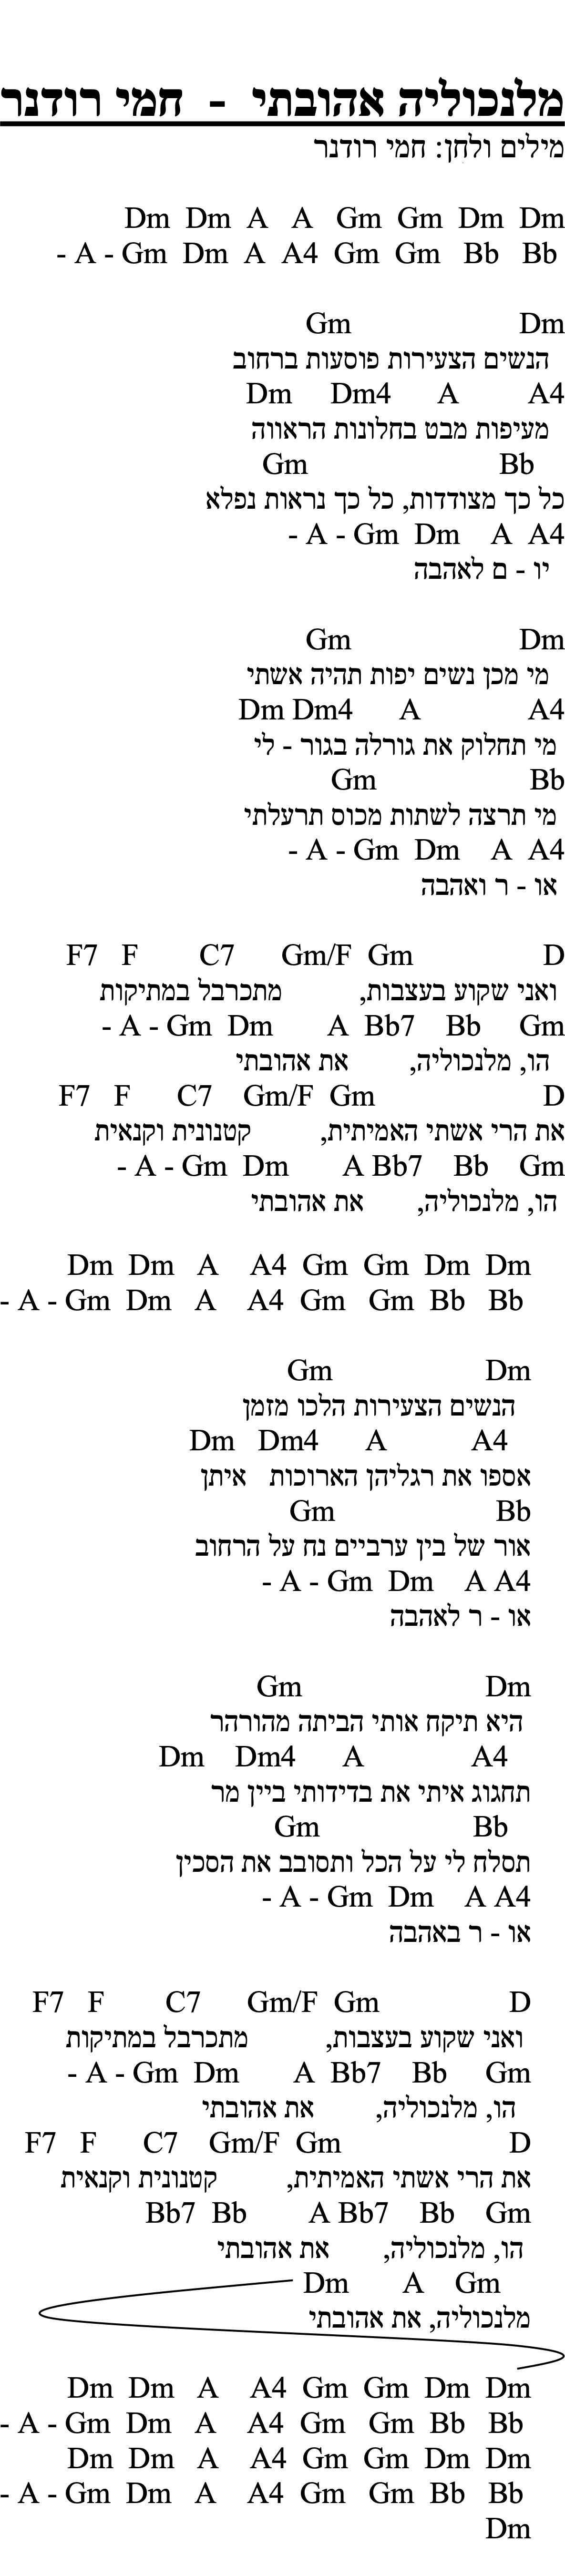 מלנכוליה אהובתי - חמי רודנר
מילים ולחן: חמי רודנר
Dm Dm A A Gm Gm Dm Dm
- A - Gm Dm A A4 Gm Gm Bb Bb
Gm Dm
הנשים הצעירות פוסעות ברחוב
Dm Dm4 A A4
מעיפות מבט בחלונות הראווה
Gm Bb
כל כך מצודדות, כל כך נראות נפלא
- A - Gm Dm A A4
יו - ם לאהבה
Gm Dm
מי מכן נשים יפות תהיה אשתי
Dm Dm4 A A4
מי תחלוק את גורלה בגור - לי
Gm Bb
מי תרצה לשתות מכוס תרעלתי
- A - Gm Dm A A4
או - ר ואהבה
F7 F C7 Gm/F Gm D
ואני שקוע בעצבות, מתכרבל במתיקות
- A - Gm Dm A Bb7 Bb Gm
הו, מלנכוליה, את אהובתי
F7 F C7 Gm/F Gm D
את הרי אשתי האמיתית, קטנונית וקנאית
- A - Gm Dm A Bb7 Bb Gm
הו, מלנכוליה, את אהובתי
Dm Dm A A4 Gm Gm Dm Dm
- A - Gm Dm A A4 Gm Gm Bb Bb
Gm Dm
הנשים הצעירות הלכו מזמן
Dm Dm4 A A4
אספו את רגליהן הארוכות איתן
Gm Bb
אור של בין ערביים נח על הרחוב
- A - Gm Dm A A4
או - ר לאהבה
Gm Dm
היא תיקח אותי הביתה מהורהר
Dm Dm4 A A4
תחגוג איתי את בדידותי ביין מר
Gm Bb
תסלח לי על הכל ותסובב את הסכין
- A - Gm Dm A A4
או - ר באהבה
F7 F C7 Gm/F Gm D
ואני שקוע בעצבות, מתכרבל במתיקות
- A - Gm Dm A Bb7 Bb Gm
הו, מלנכוליה, את אהובתי
F7 F C7 Gm/F Gm D
את הרי אשתי האמיתית, קטנונית וקנאית
Bb7 Bb A Bb7 Bb Gm
הו, מלנכוליה, את אהובתי
Dm A Gm
מלנכוליה, את אהובתי
Dm Dm A A4 Gm Gm Dm Dm
- A - Gm Dm A A4 Gm Gm Bb Bb
Dm Dm A A4 Gm Gm Dm Dm
- A - Gm Dm A A4 Gm Gm Bb Bb
Dm